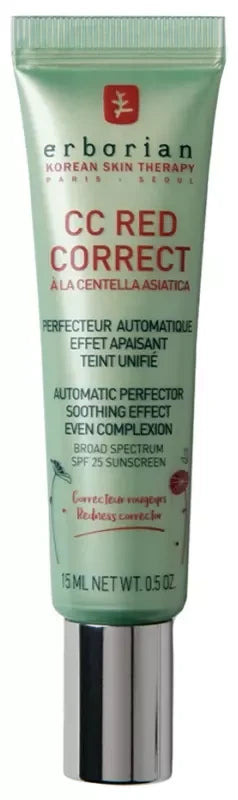 erborian
KOREAN SKIN THERAPY
PARIS - SEOUL
CC RED
CORRECT
À LA CENTELLA ASIATICA
PERFECTEUR AUTOMATIQUE
EFFET APAISANT
TEINT UNIFIÉ
AUTOMATIC PERFECTOR
SOOTHING EFFECT
EVEN COMPLEXION
BROAD SPECTRUM
SPF 25 SUNSCREEN
Correcteur rougeurs
Redness corrector
15 ML NET WT. 0.5 OZ.